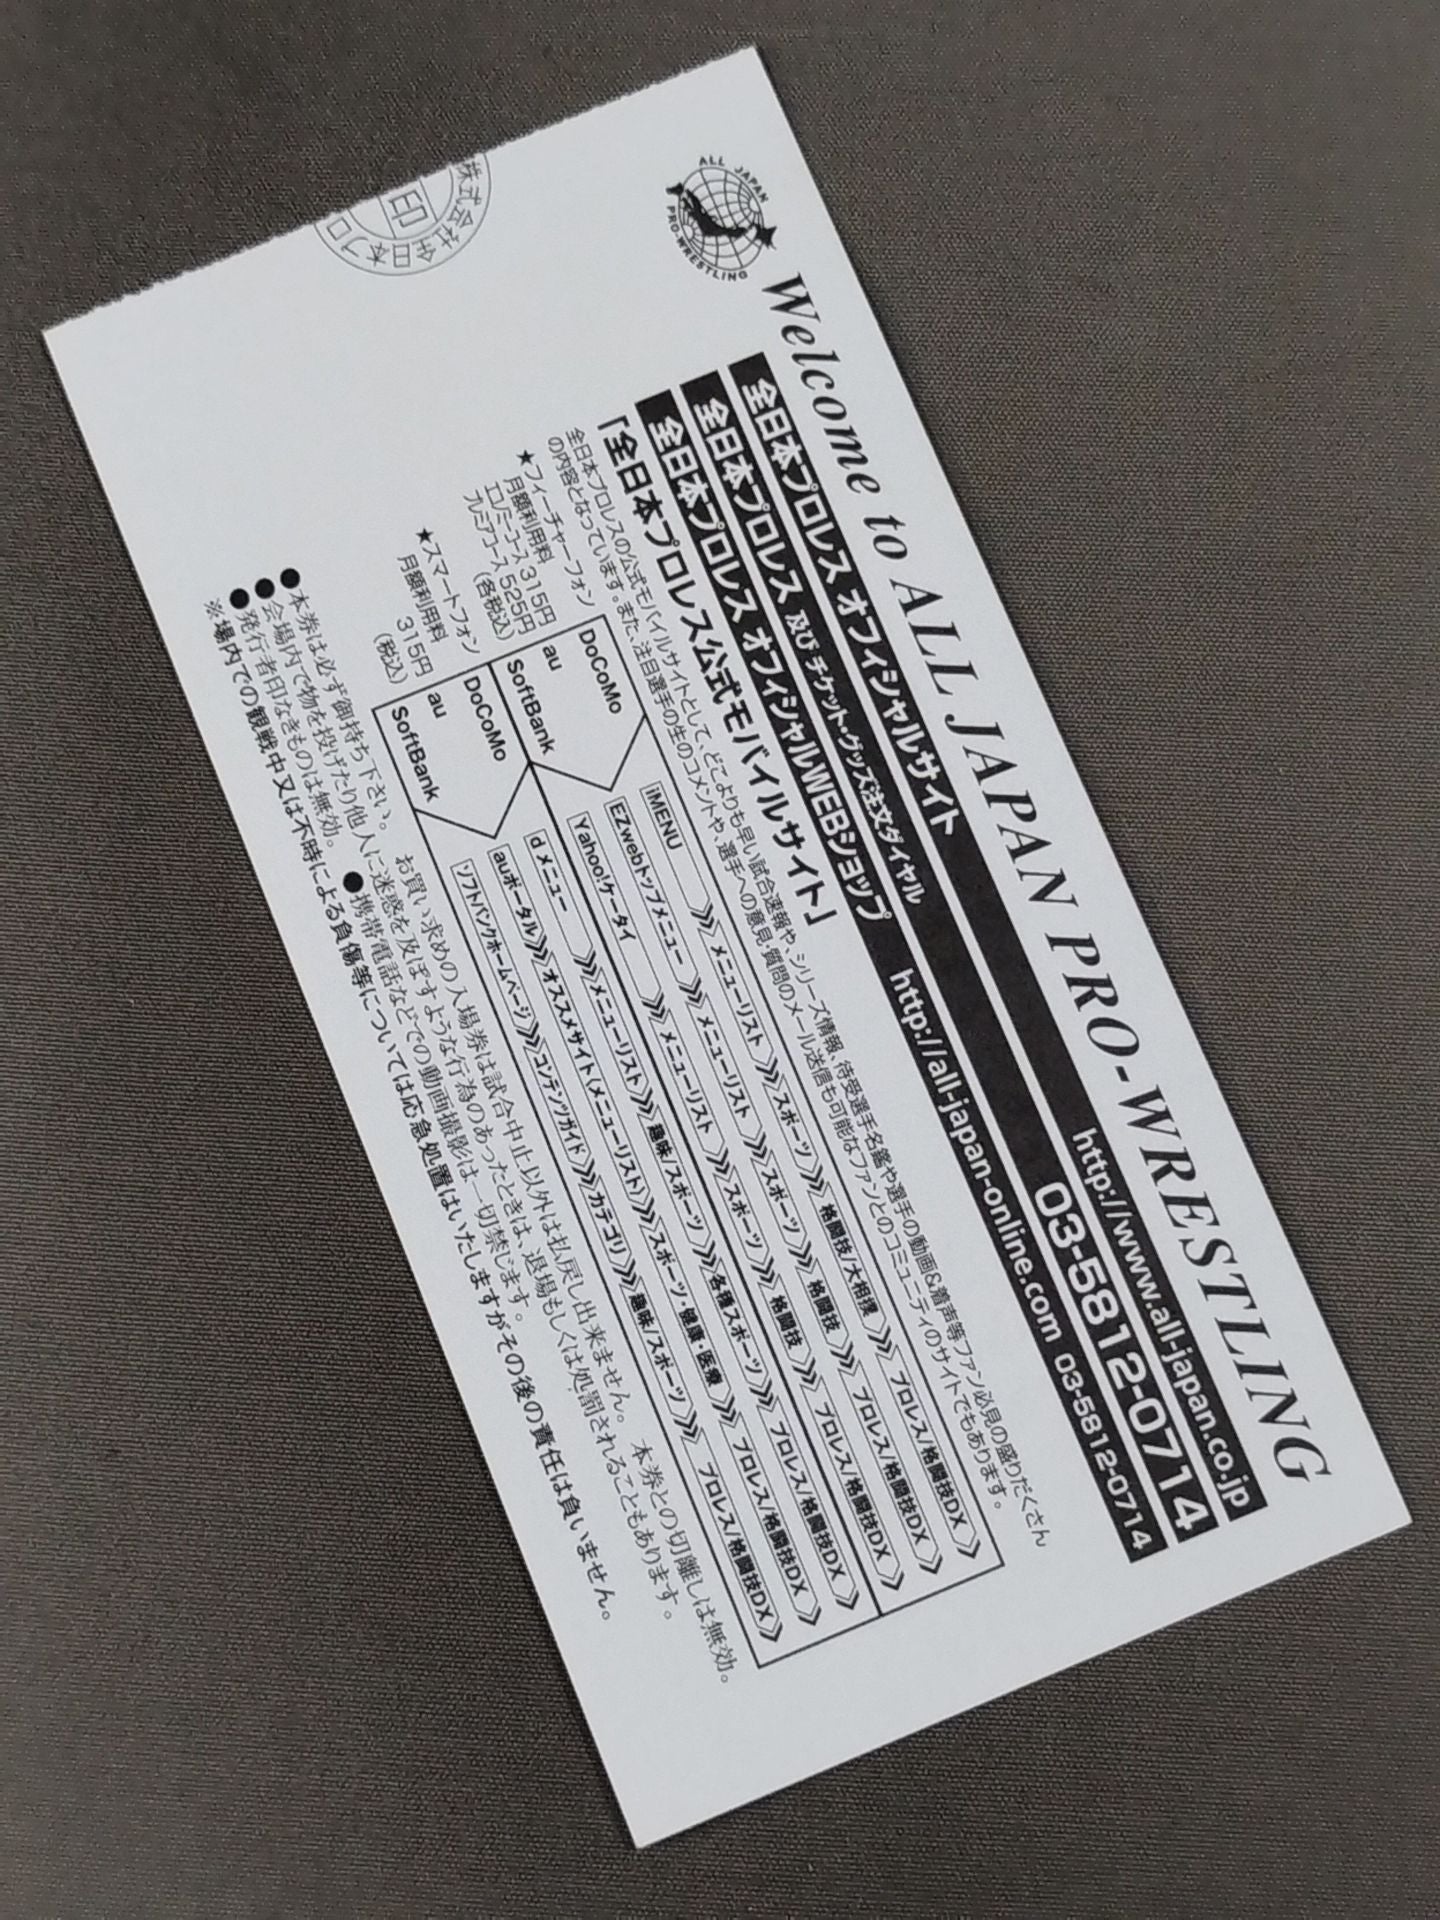 ALL JAPAN
PRO-WRESTLING
Welcome to ALL JAPAN PRO-WRESTLING
全日本プロレス オフィシャルサイト http://www.all-japan.co.jp
全日本プロレス 及び チケット・グッズ注文ダイヤル 03-5812-0714
全日本プロレス オフィシャルWEBショップ http://all-japan-online.com 03-5812-0714
「全日本プロレス公式モバイルサイト」
全日本プロレスの公式モバイルサイトとして、どこよりも早い試合速報や、シリーズ情報、待受選手名鑑や選手の動画&着声等ファン必見の盛りだくさん
の内容となっています。また、注目選手の生のコメントや、選手への意見・質問のメール送信も可能なファンとのコミュニティのサイトでもあります。
★フィーチャーフォン
月額利用料
エコノミーコース 315円
プレミアコース 525円
(各税込)
DoCoMo iMENU メニューリスト スポーツ 格闘技/大相撲 プロレス/格闘技DX
au EZwebトップメニュー メニューリスト スポーツ 格闘技 プロレス/格闘技DX
SoftBank Yahoo!ケータイ メニューリスト スポーツ 格闘技 プロレス/格闘技DX
★スマートフォン
月額利用料
315円
(税込)
DoCoMo dメニュー メニューリスト 趣味/スポーツ 各種スポーツ プロレス/格闘技DX
au auポータル オススメサイト(メニューリスト) スポーツ・健康・医療 プロレス/格闘技DX
SoftBank ソフトバンクホームページ コンテンツガイド カテゴリ 趣味/スポーツ プロレス/格闘技DX
●本券は必ず御持ち下さい。 お買い求めの入場券は試合中止以外は払戻し出来ません。 本券との切離しは無効。
●会場内で物を投げたり他人に迷惑を及ぼすような行為のあったときは、退場もしくは処罰されることもあります。
●発行者印なきものは無効。 ●携帯電話などでの動画撮影は一切禁じます。
※場内での観戦中又は不時による負傷等については応急処置はいたしますがその後の責任は負いません。